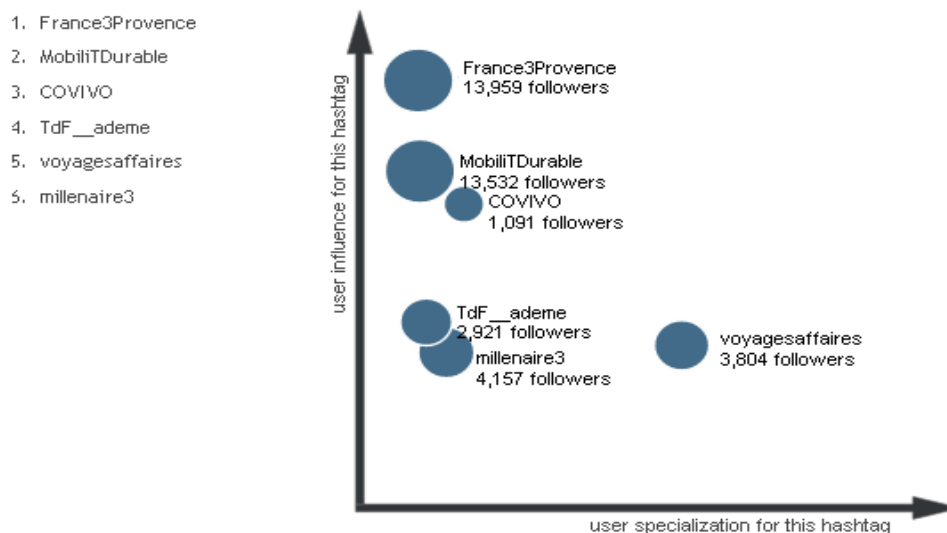 1. France3Provence
2. MobiliTDurable
3. COVIVO
4. TdF__ademe
5. voyagesaffaires
6. millenaire3
user influence for this hashtag
France3Provence
13,959 followers
MobiliTDurable
13,532 followers
COVIVO
1,091 followers
TdF__ademe
2,921 followers
millenaire3
4,157 followers
voyagesaffaires
3,804 followers
user specialization for this hashtag